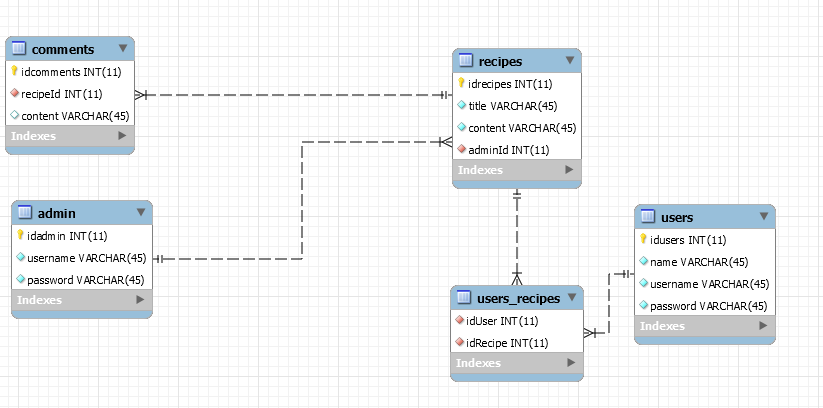 comments
idcomments INT(11)
recipeId INT(11)
content VARCHAR(45)
Indexes
recipes
idrecipes INT(11)
title VARCHAR(45)
content VARCHAR(45)
adminId INT(11)
Indexes
admin
idadmin INT(11)
username VARCHAR(45)
password VARCHAR(45)
Indexes
users
idusers INT(11)
name VARCHAR(45)
username VARCHAR(45)
password VARCHAR(45)
Indexes
users_recipes
idUser INT(11)
idRecipe INT(11)
Indexes